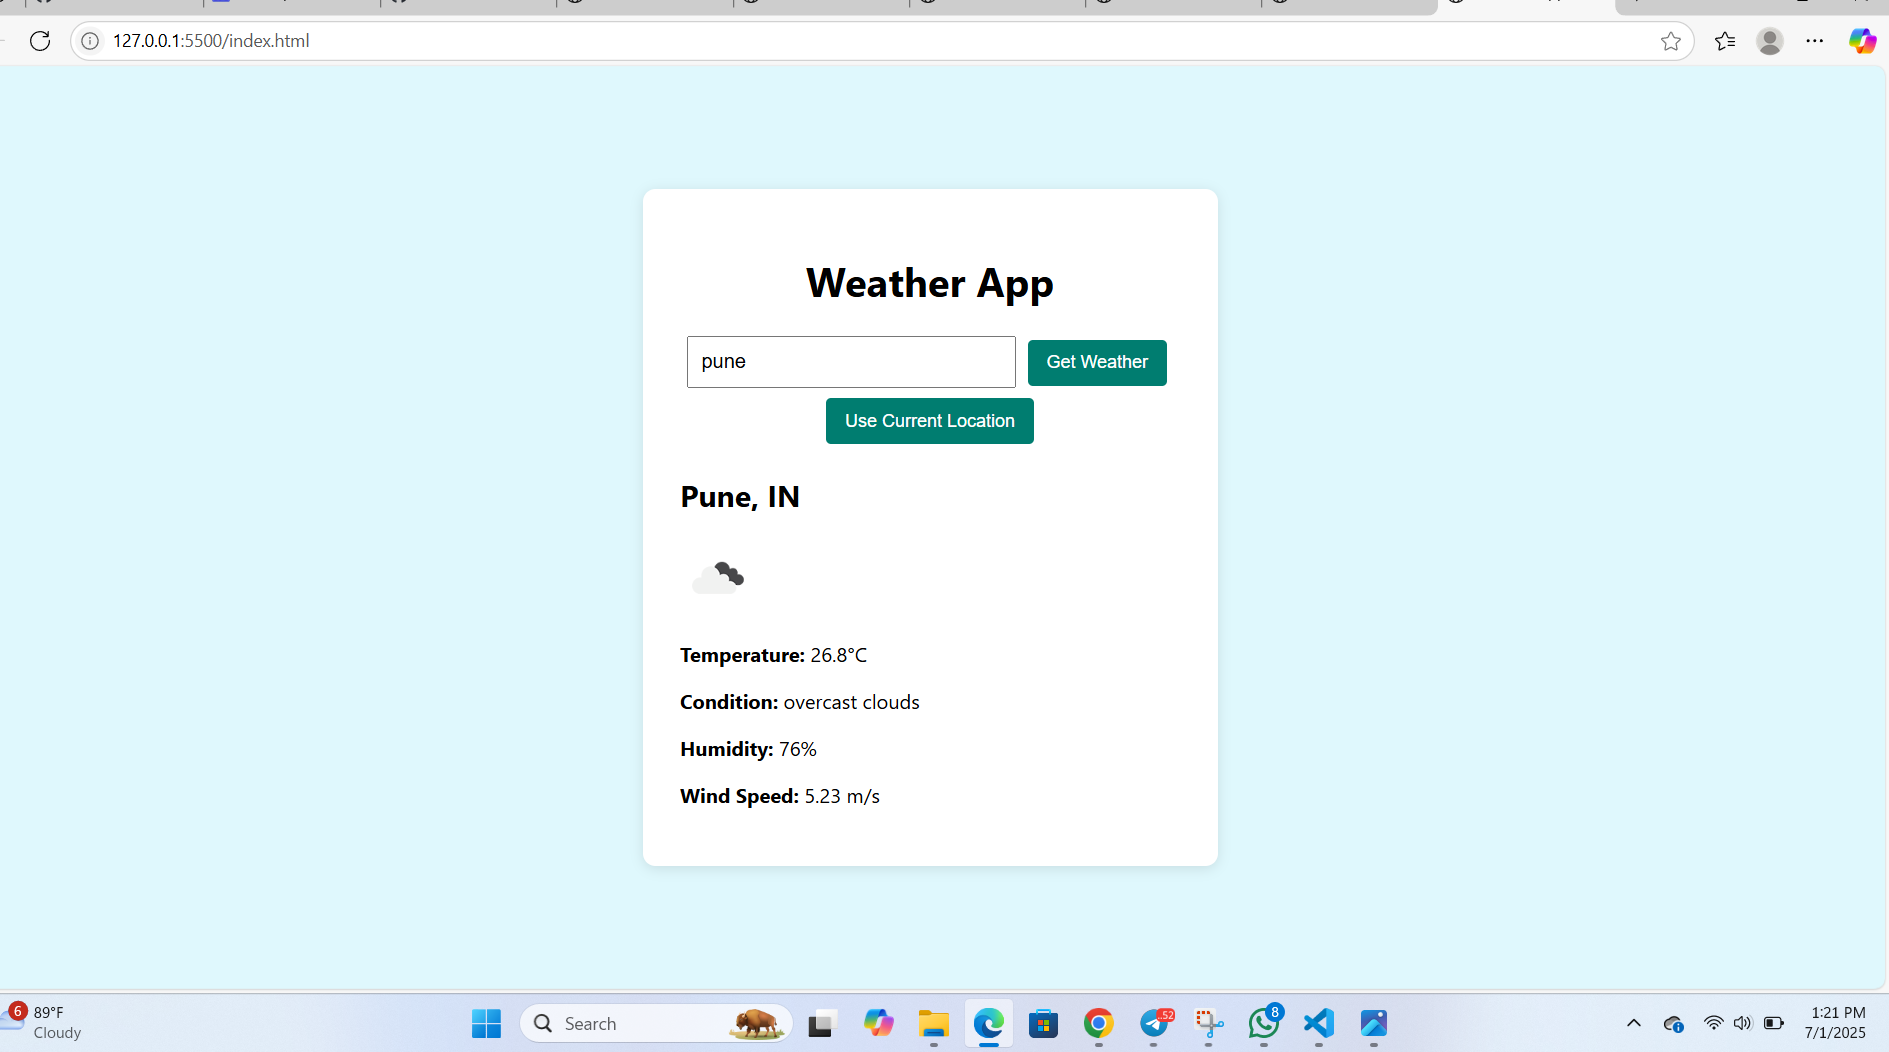 127.0.0.1:5500/index.html
Weather App
pune
Get Weather
Use Current Location
Pune, IN
Temperature: 26.8°C
Condition: overcast clouds
Humidity: 76%
Wind Speed: 5.23 m/s
6
89°F
Cloudy
Search
52
8
1:21 PM
7/1/2025